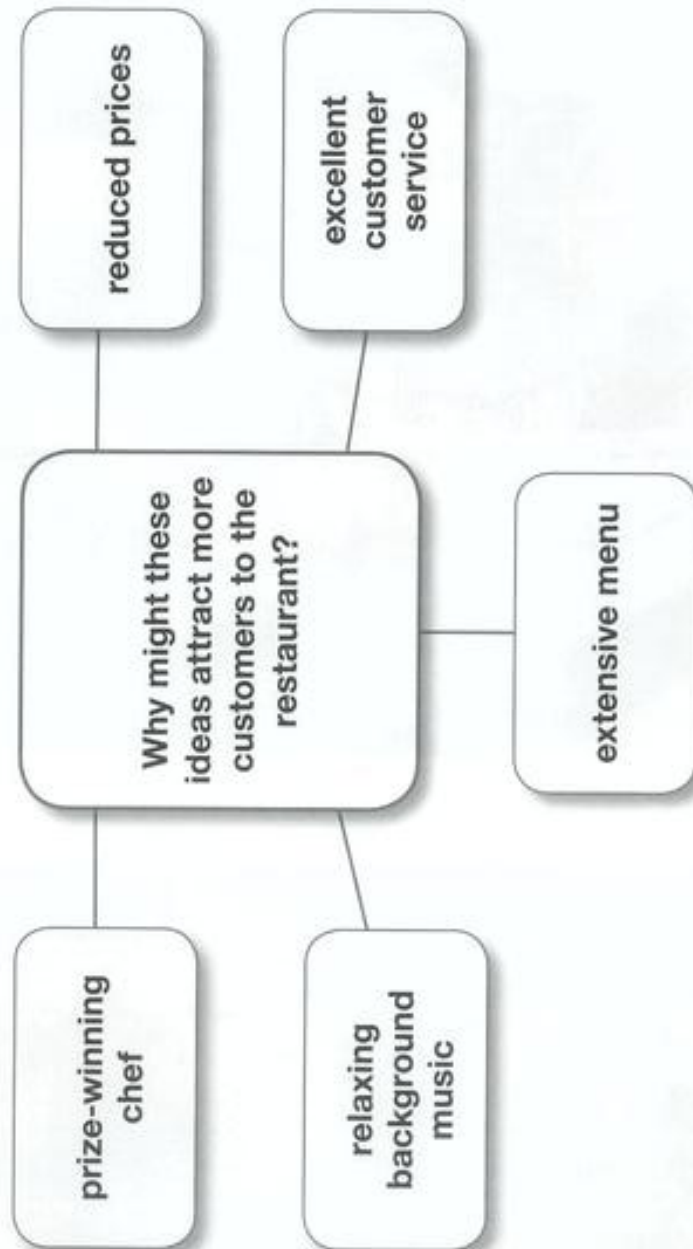 prize-winning
chef
reduced prices
Why might these
ideas attract more
customers to the
restaurant?
relaxing
background
music
excellent
customer
service
extensive menu